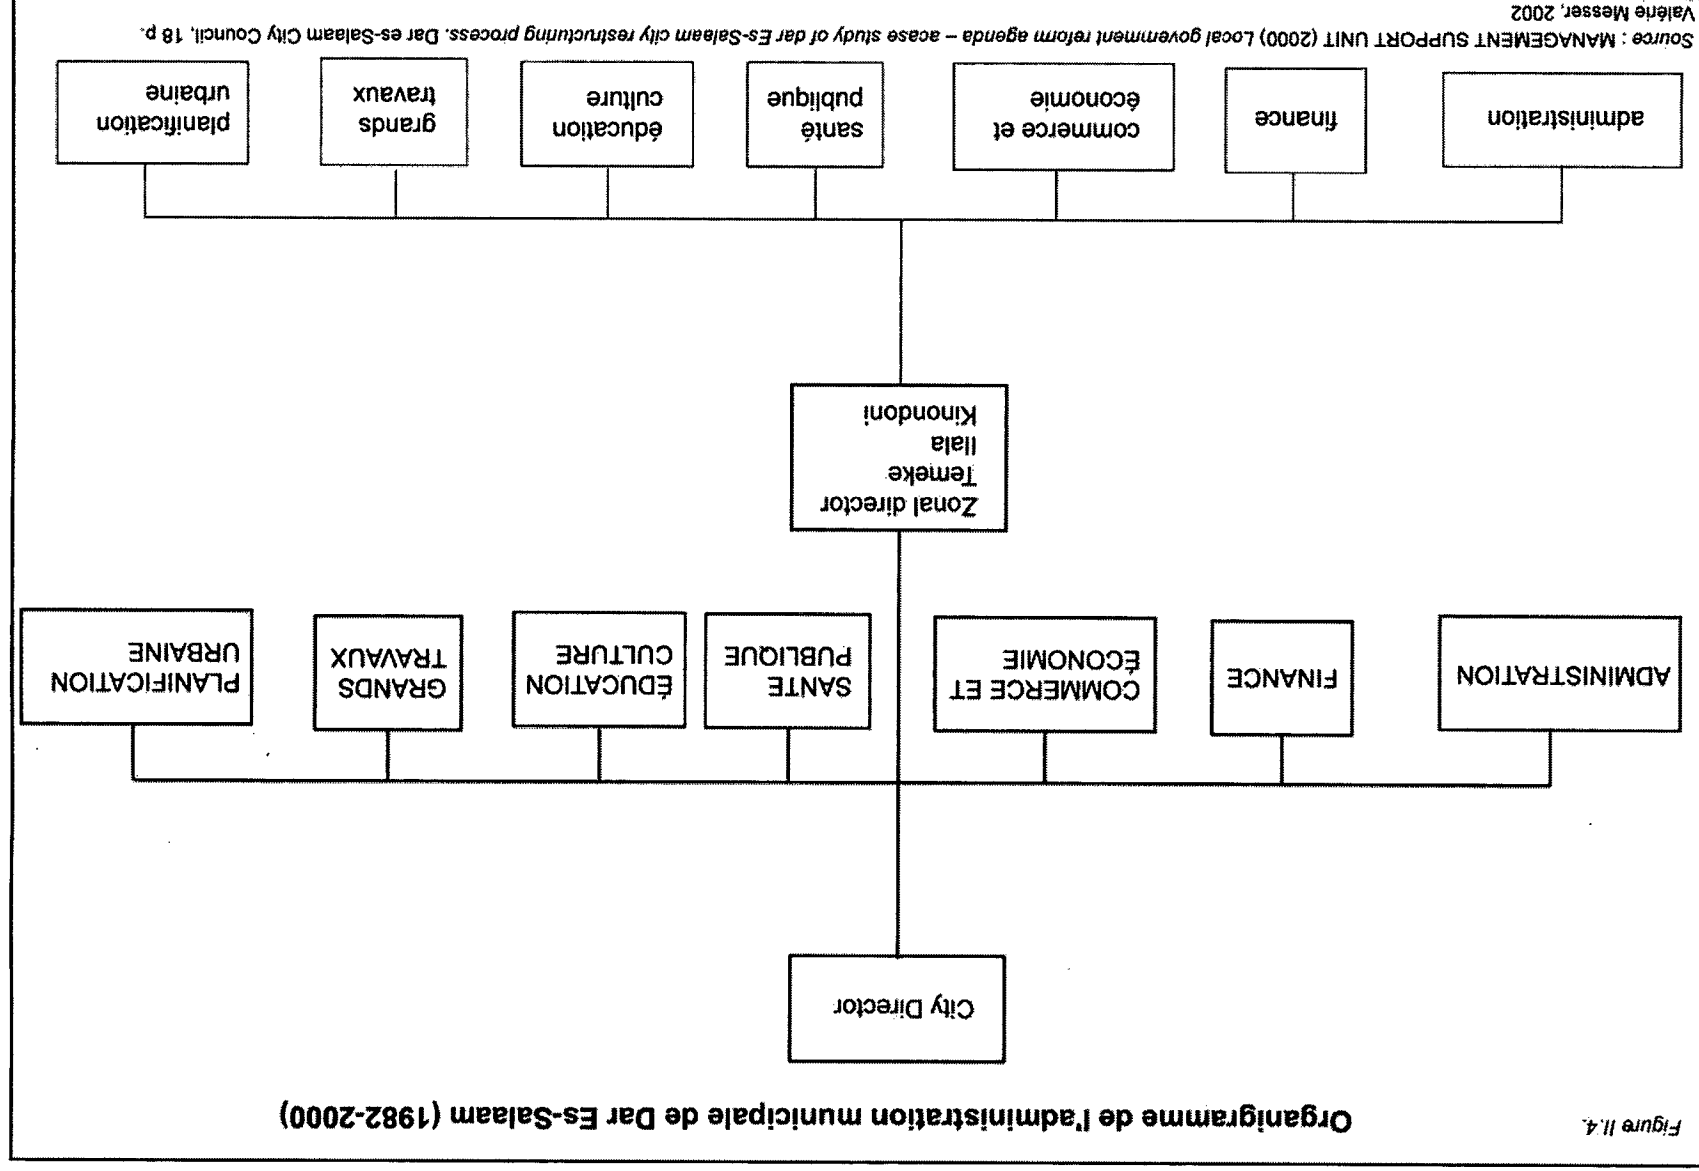 Figure II.4.
Organigramme de l'administration municipale de Dar Es-Salaam (1982-2000)
City Director
ADMINISTRATION
FINANCE
COMMERCE ET
ÉCONOMIE
SANTE
PUBLIQUE
ÉDUCATION
CULTURE
GRANDS
TRAVAUX
PLANIFICATION
URBAINE
Zonal director
Temeke
Ilala
Kinondoni
administration
finance
commerce et
économie
santé
publique
éducation
culture
grands
travaux
planification
urbaine
Source : MANAGEMENT SUPPORT UNIT (2000) Local government reform agenda – acase study of dar Es-Salaam city restructuring process. Dar es-Salaam City Council, 18 p.
Valérie Messer, 2002